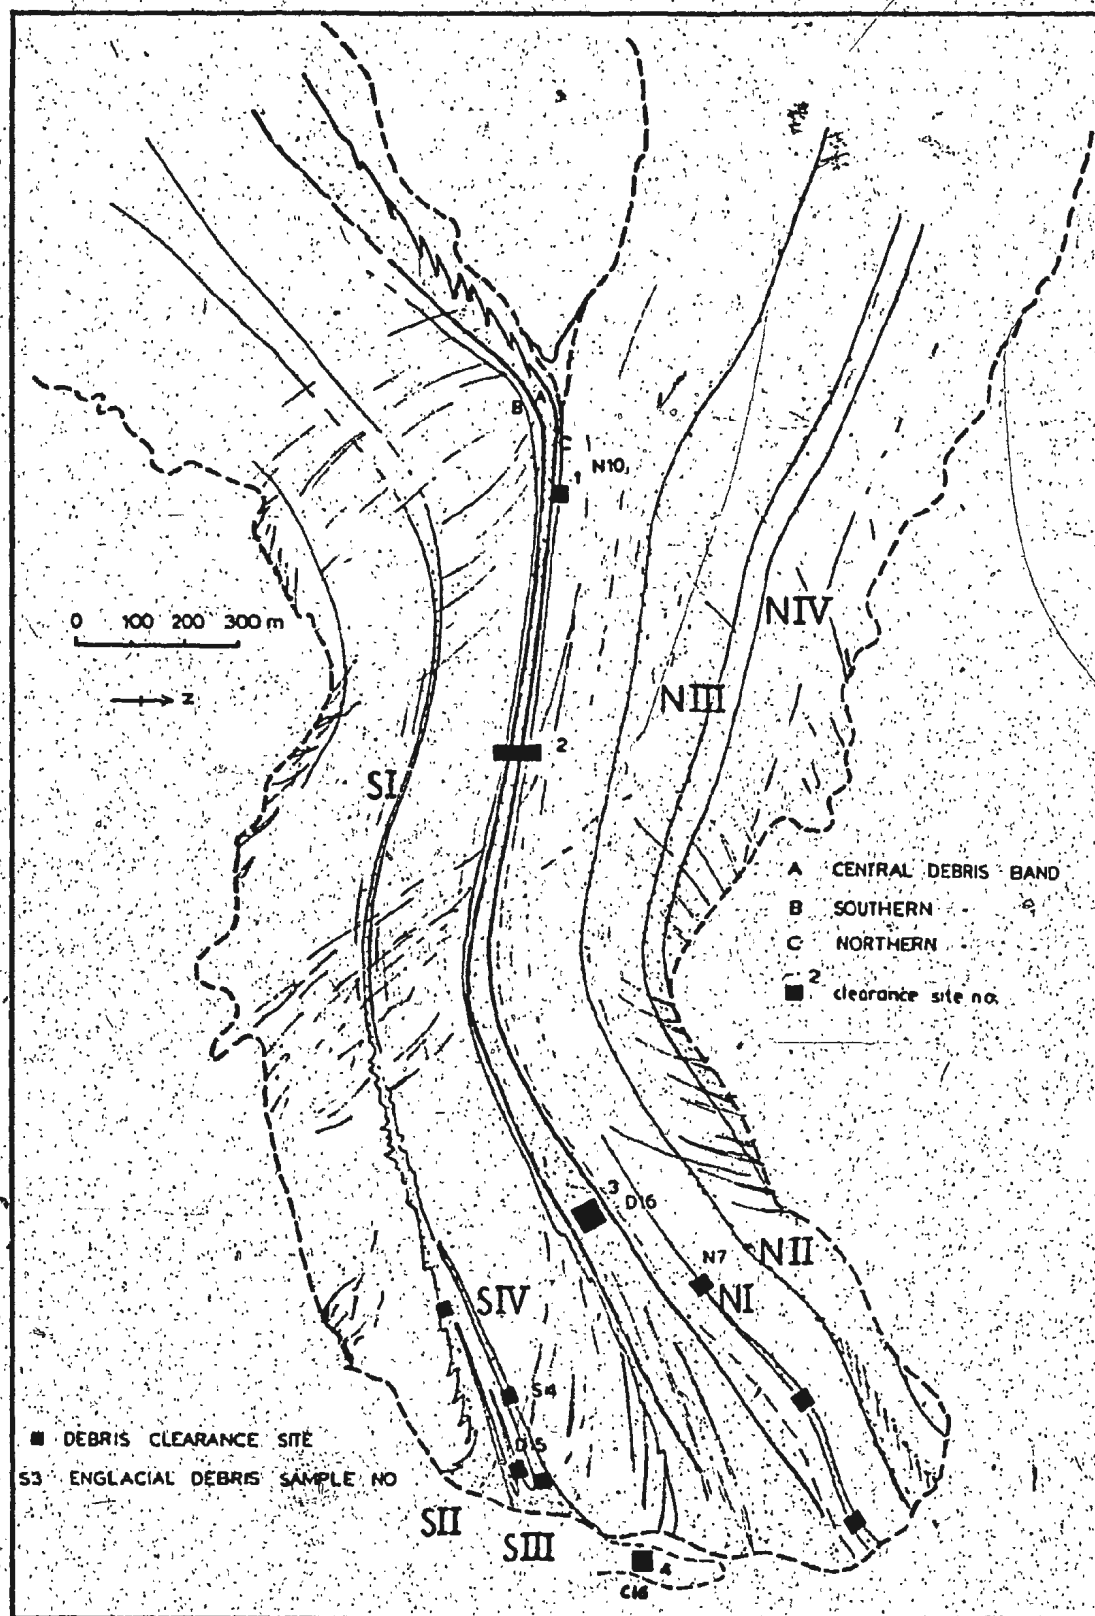 A
B
C
N10
1
0 100 200 300 m
N
NIV
NIII
SI
2
A CENTRAL DEBRIS BAND
B SOUTHERN
C NORTHERN
2
clearance site no.
3
D16
N7
NII
NI
SIV
S14
D15
DEBRIS CLEARANCE SITE
S3 ENGLACIAL DEBRIS SAMPLE NO
SII
SIII
4
C16